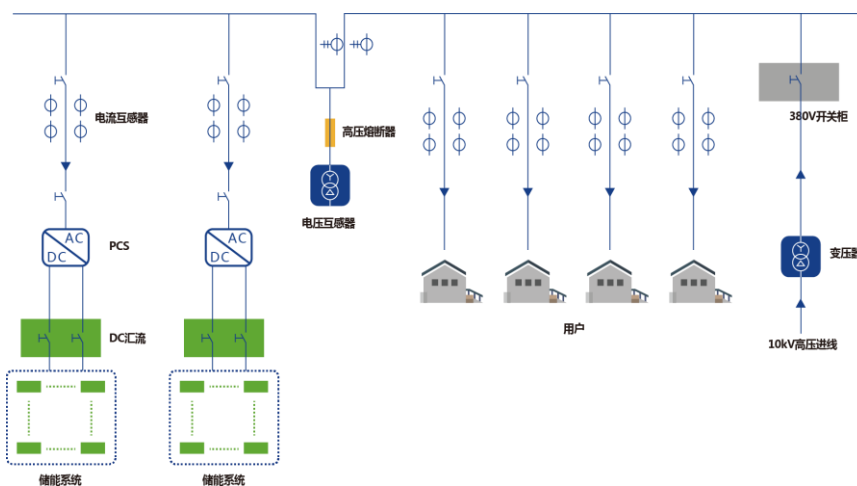 电流互感器
高压熔断器
380V开关柜
电压互感器
AC
DC
PCS
AC
DC
变压器
用户
DC汇流
10kV高压进线
储能系统
储能系统